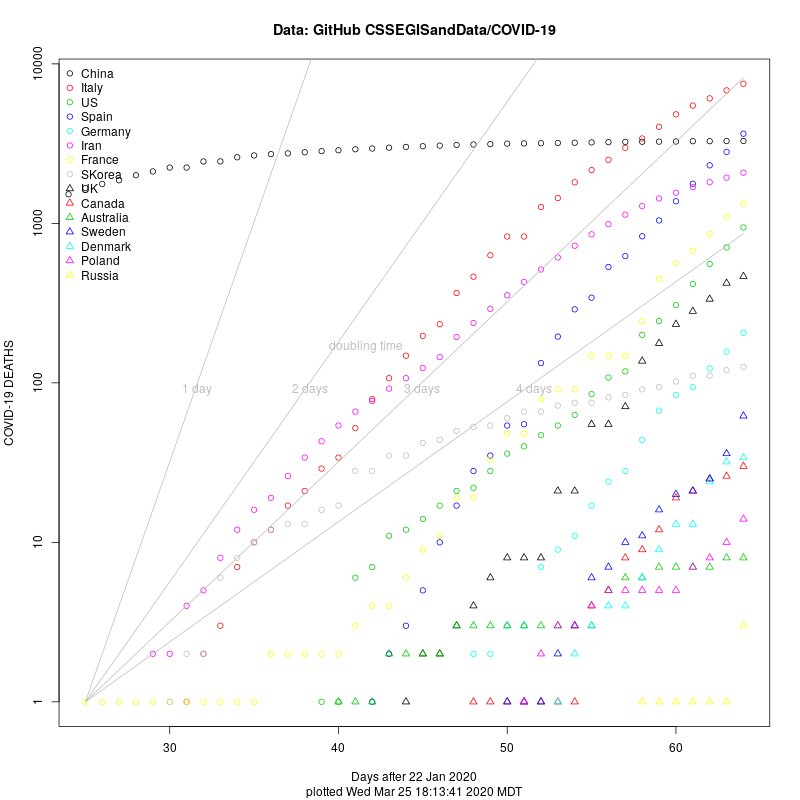 Data: GitHub CSSEGISandData/COVID-19
10000
1000
100
10
1
COVID-19 DEATHS
China
Italy
US
Spain
Germany
Iran
France
SKorea
UK
Canada
Australia
Sweden
Denmark
Poland
Russia
doubling time
1 day
2 days
3 days
4 days
30
40
50
60
Days after 22 Jan 2020
plotted Wed Mar 25 18:13:41 2020 MDT